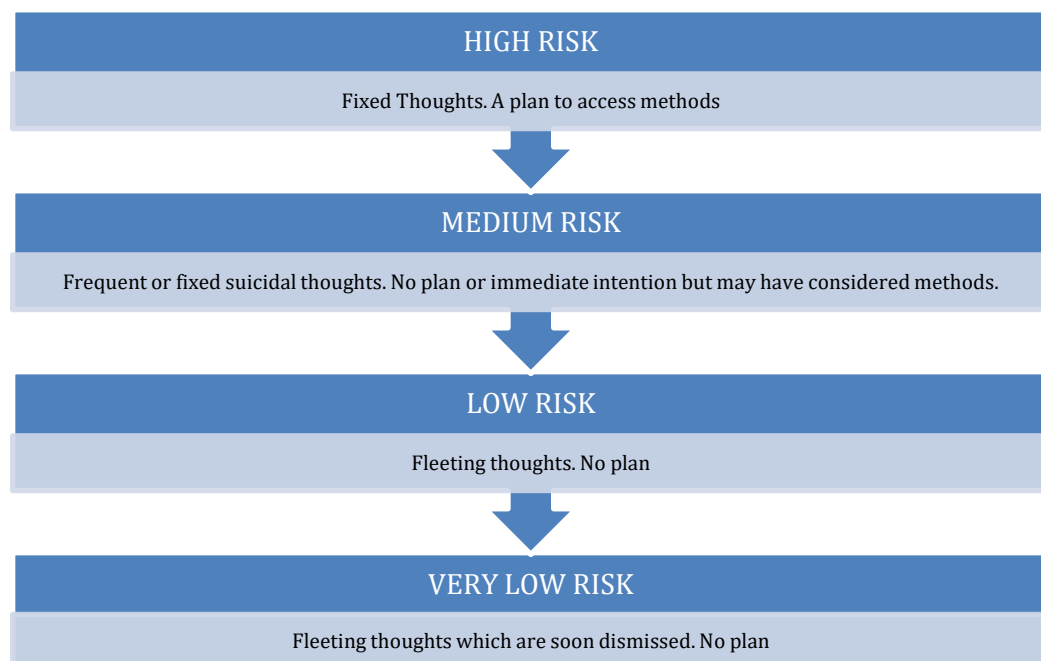 HIGH RISK
Fixed Thoughts. A plan to access methods
MEDIUM RISK
Frequent or fixed suicidal thoughts. No plan or immediate intention but may have considered methods.
LOW RISK
Fleeting thoughts. No plan
VERY LOW RISK
Fleeting thoughts which are soon dismissed. No plan